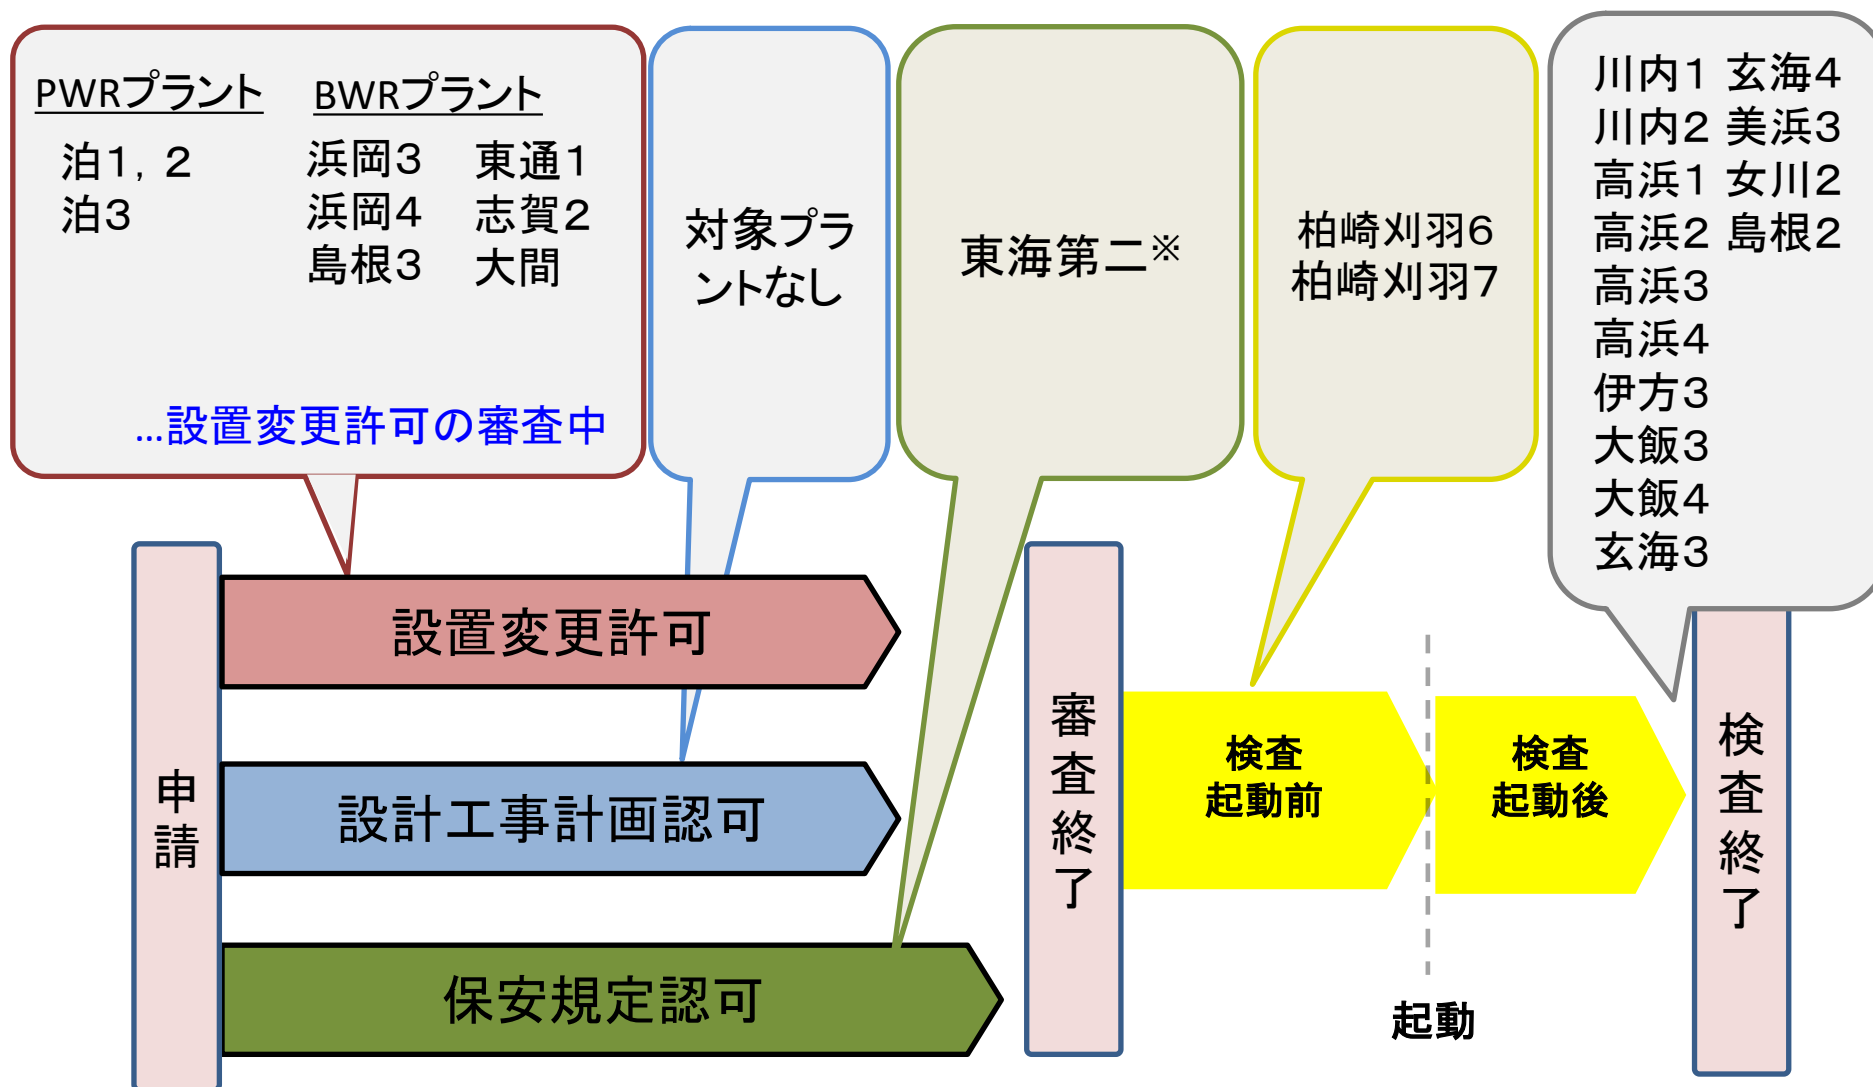 PWRプラント
泊1，2
泊3
BWRプラント
浜岡3 東通1
浜岡4 志賀2
島根3 大間
…設置変更許可の審査中
対象プラ
ントなし
東海第二※
柏崎刈羽6
柏崎刈羽7
川内1 玄海4
川内2 美浜3
高浜1 女川2
高浜2 島根2
高浜3
高浜4
伊方3
大飯3
大飯4
玄海3
申請
設置変更許可
設計工事計画認可
保安規定認可
審査終了
検査
起動前
検査
起動後
起動
検査終了